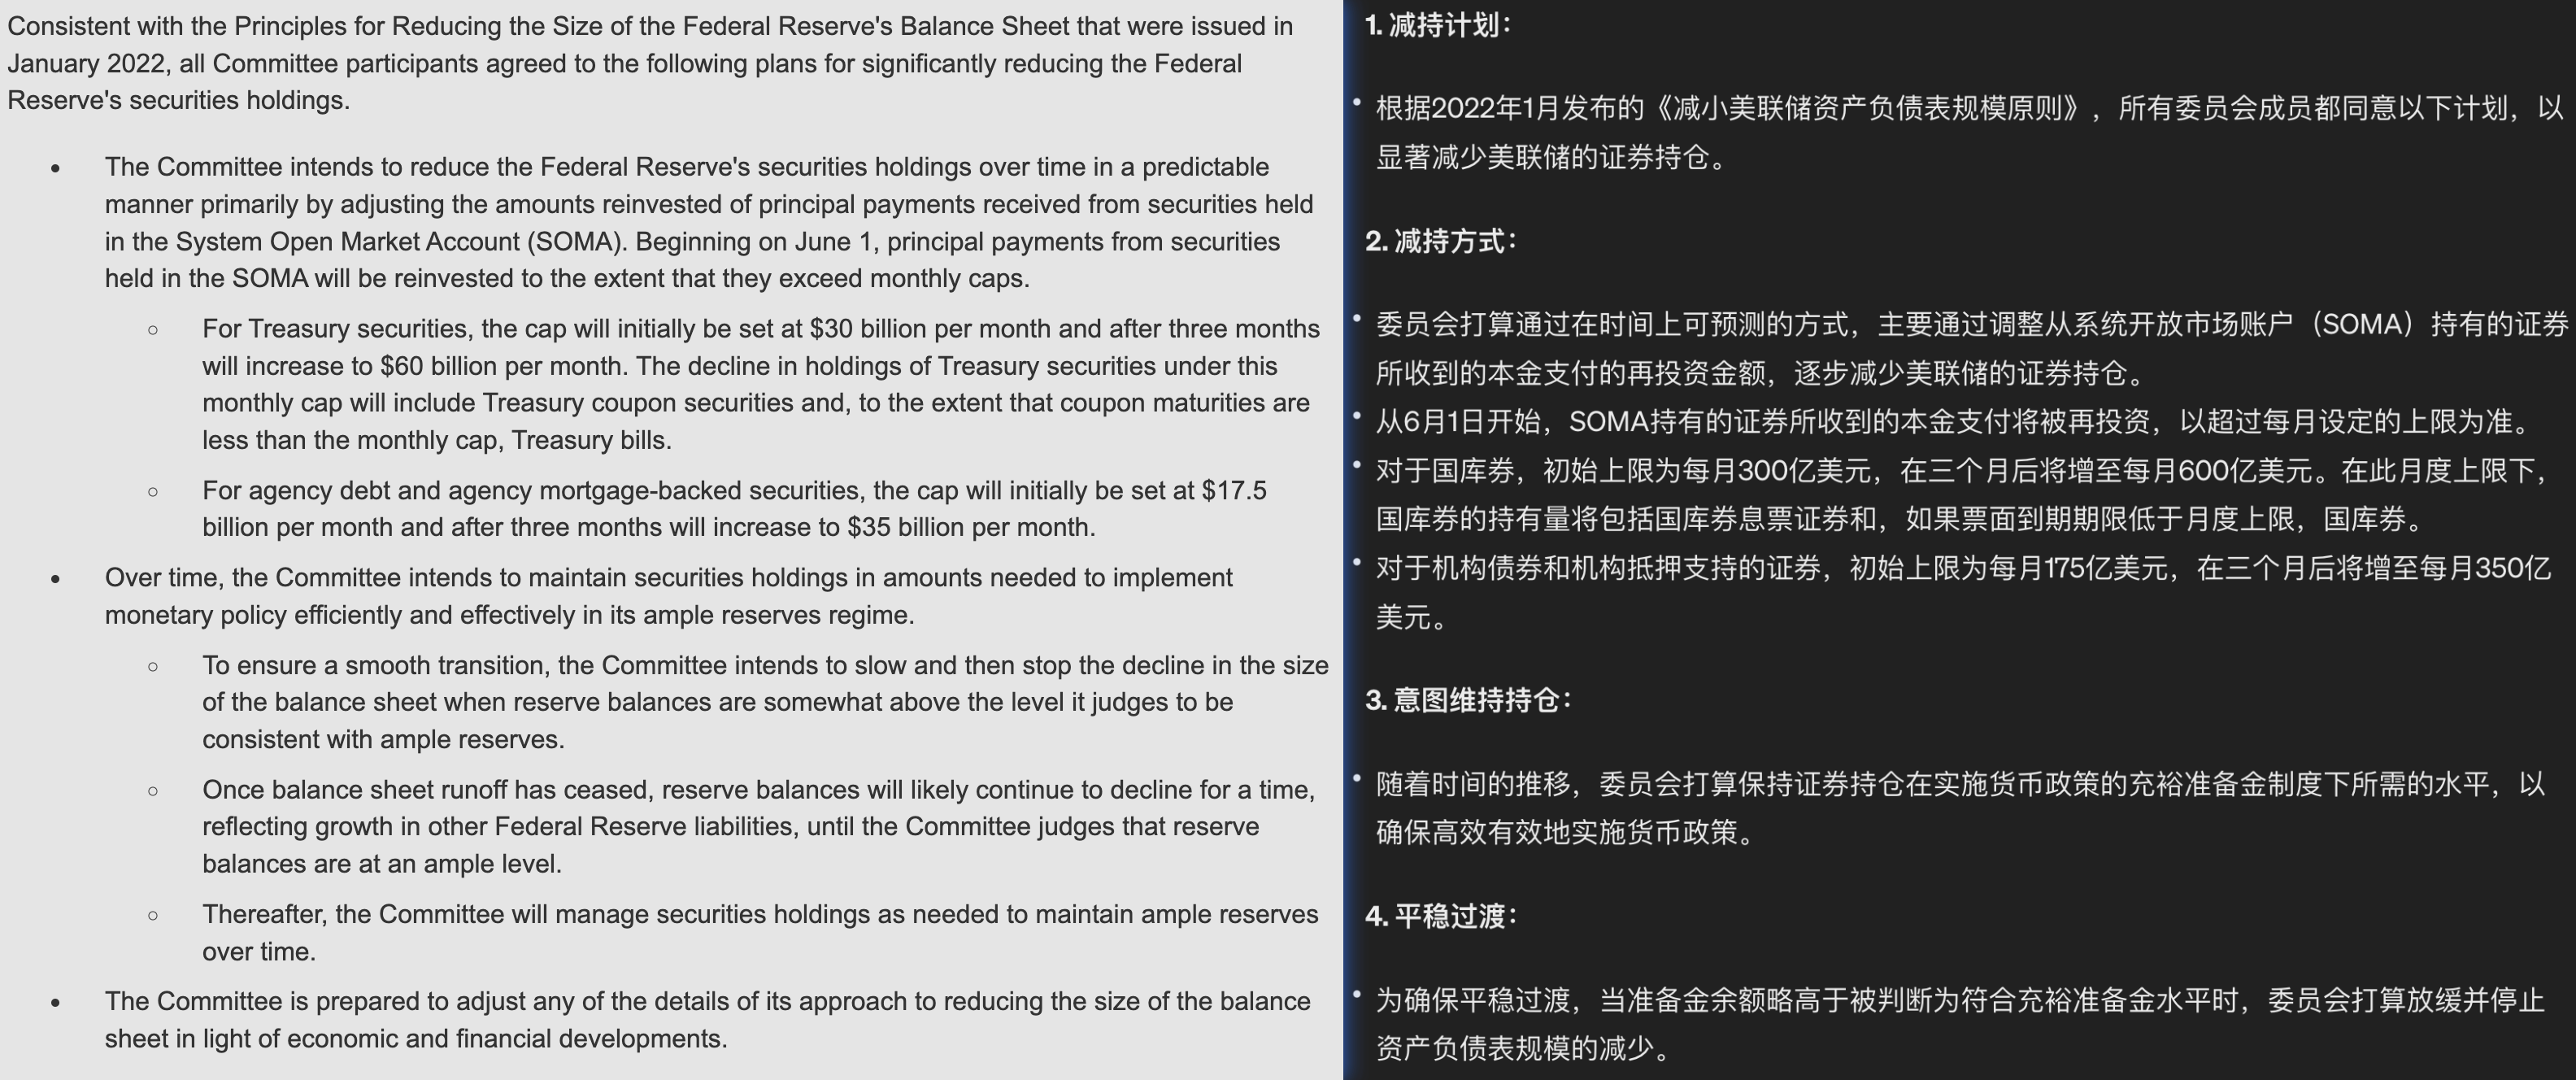 Consistent with the Principles for Reducing the Size of the Federal Reserve's Balance Sheet that were issued in
January 2022, all Committee participants agreed to the following plans for significantly reducing the Federal
Reserve's securities holdings.
• The Committee intends to reduce the Federal Reserve's securities holdings over time in a predictable
manner primarily by adjusting the amounts reinvested of principal payments received from securities held
in the System Open Market Account (SOMA). Beginning on June 1, principal payments from securities
held in the SOMA will be reinvested to the extent that they exceed monthly caps.
○ For Treasury securities, the cap will initially be set at $30 billion per month and after three months
will increase to $60 billion per month. The decline in holdings of Treasury securities under this
monthly cap will include Treasury coupon securities and, to the extent that coupon maturities are
less than the monthly cap, Treasury bills.
○ For agency debt and agency mortgage-backed securities, the cap will initially be set at $17.5
billion per month and after three months will increase to $35 billion per month.
• Over time, the Committee intends to maintain securities holdings in amounts needed to implement
monetary policy efficiently and effectively in its ample reserves regime.
○ To ensure a smooth transition, the Committee intends to slow and then stop the decline in the size
of the balance sheet when reserve balances are somewhat above the level it judges to be
consistent with ample reserves.
○ Once balance sheet runoff has ceased, reserve balances will likely continue to decline for a time,
reflecting growth in other Federal Reserve liabilities, until the Committee judges that reserve
balances are at an ample level.
○ Thereafter, the Committee will manage securities holdings as needed to maintain ample reserves
over time.
• The Committee is prepared to adjust any of the details of its approach to reducing the size of the balance
sheet in light of economic and financial developments.
1. 减持计划：
• 根据2022年1月发布的《减小美联储资产负债表规模原则》，所有委员会成员都同意以下计划，以
显著减少美联储的证券持仓。
2. 减持方式：
• 委员会打算通过在时间上可预测的方式，主要通过调整从系统开放市场账户（SOMA）持有的证券
所收到的本金支付的再投资金额，逐步减少美联储的证券持仓。
• 从6月1日开始，SOMA持有的证券所收到的本金支付将被再投资，以超过每月设定的上限为准。
• 对于国库券，初始上限为每月300亿美元，在三个月后将增至每月600亿美元。在此月度上限下，
国库券的持有量将包括国库券息票证券和，如果票面到期期限低于月度上限，国库券。
• 对于机构债券和机构抵押支持的证券，初始上限为每月175亿美元，在三个月后将增至每月350亿
美元。
3. 意图维持持仓：
• 随着时间的推移，委员会打算保持证券持仓在实施货币政策的充裕准备金制度下所需的水平，以
确保高效有效地实施货币政策。
4. 平稳过渡：
• 为确保平稳过渡，当准备金余额略高于被判断为符合充裕准备金水平时，委员会打算放缓并停止
资产负债表规模的减少。